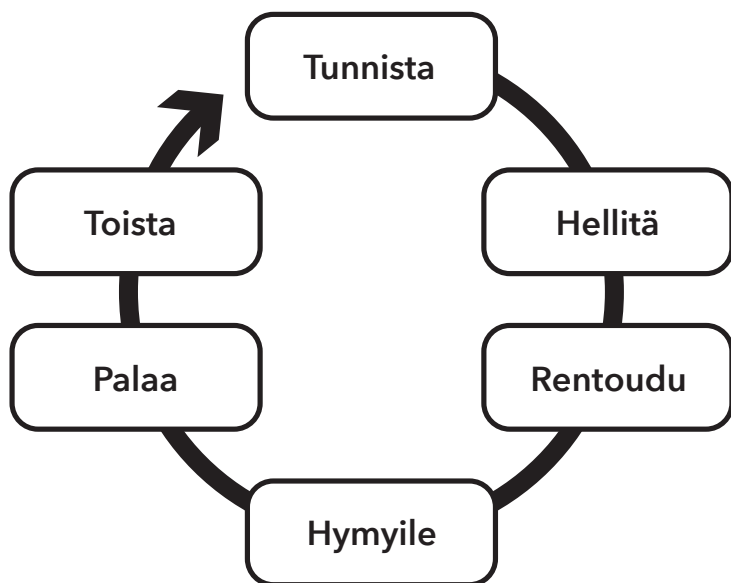 Tunnista
Hellitä
Rentoudu
Hymyile
Palaa
Toista